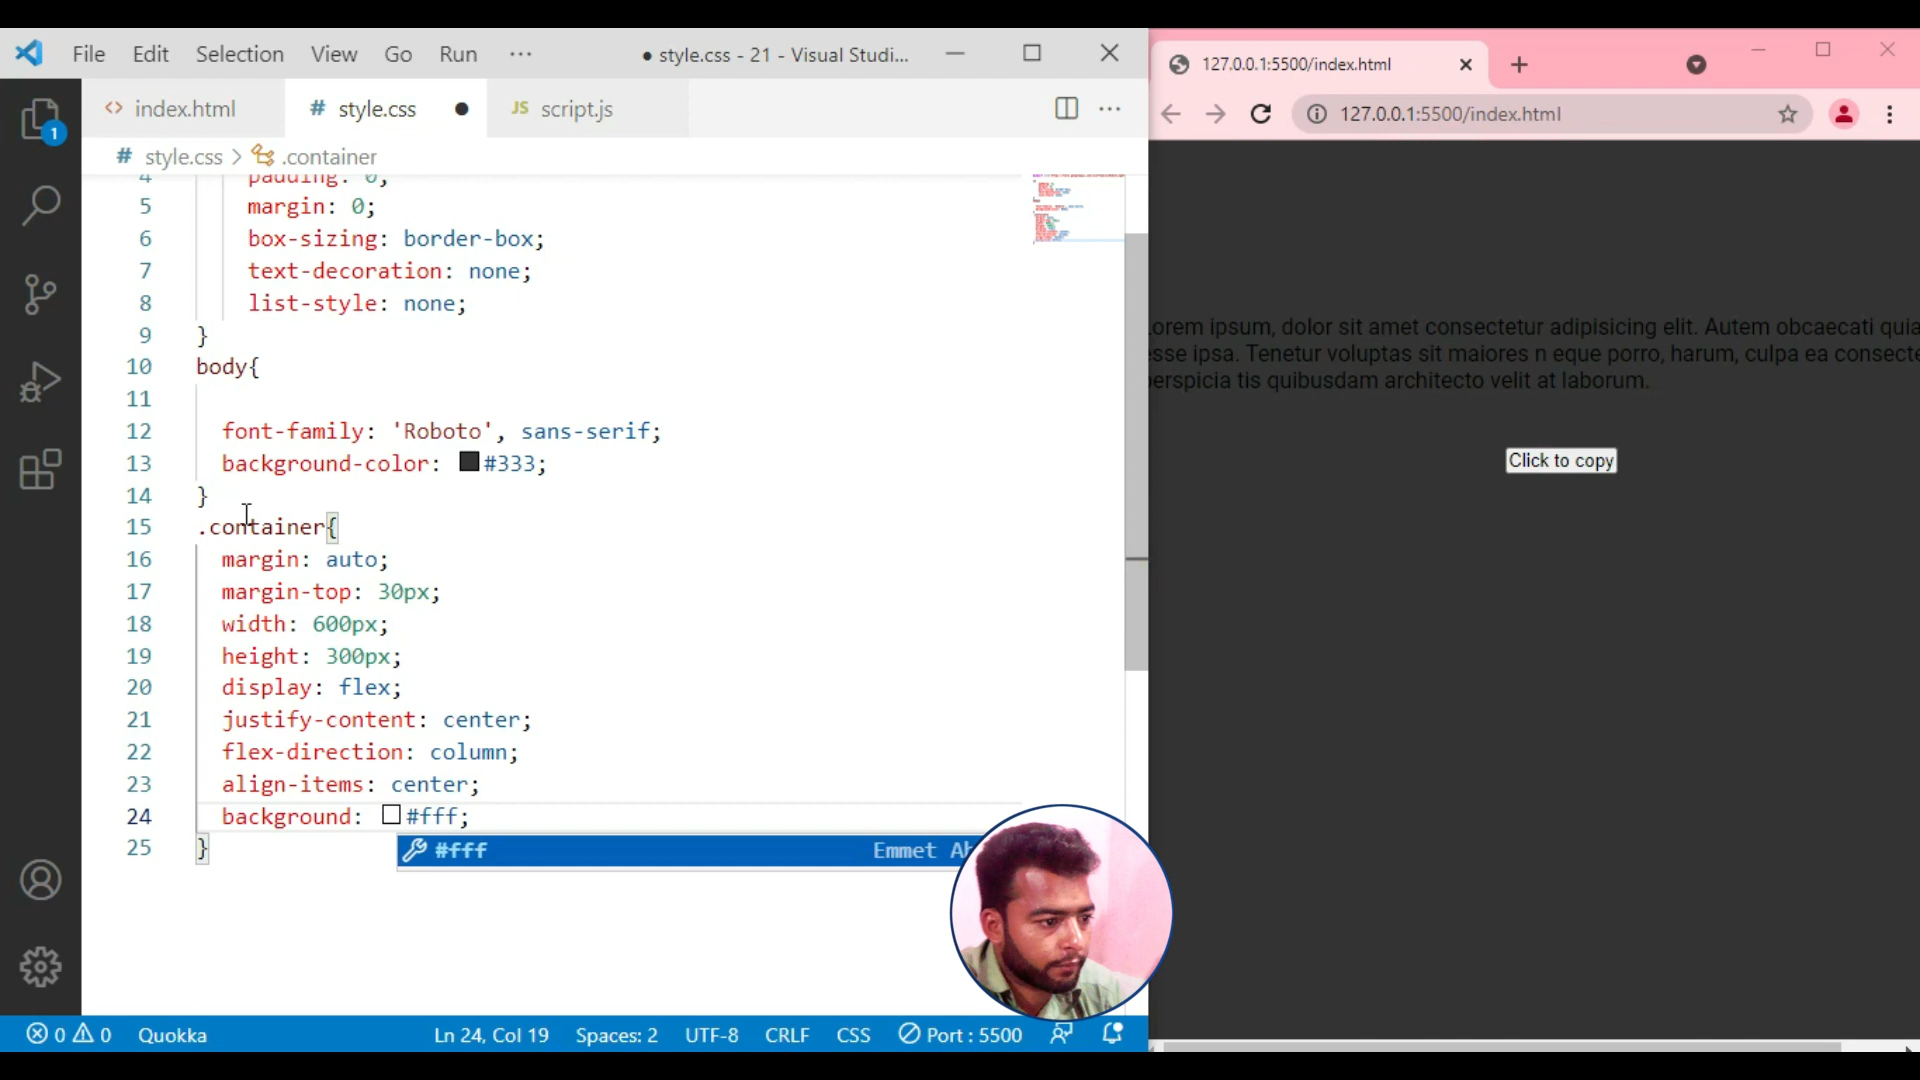 File Edit Selection View Go Run ··· ● style.css - 21 - Visual Studi...
index.html # style.css ● JS script.js ···
# style.css > .container
4 padding: 0;
5 margin: 0;
6 box-sizing: border-box;
7 text-decoration: none;
8 list-style: none;
9 }
10 body{
11
12 font-family: 'Roboto', sans-serif;
13 background-color: #333;
14 }
15 .container{
16 margin: auto;
17 margin-top: 30px;
18 width: 600px;
19 height: 300px;
20 display: flex;
21 justify-content: center;
22 flex-direction: column;
23 align-items: center;
24 background: #fff;
25 }
#fff Emmet
1
0 0 Quokka Ln 24, Col 19 Spaces: 2 UTF-8 CRLF CSS Port : 5500
127.0.0.1:5500/index.html
127.0.0.1:5500/index.html
orem ipsum, dolor sit amet consectetur adipisicing elit. Autem obcaecati quia
esse ipsa. Tenetur voluptas sit maiores n eque porro, harum, culpa ea consecte
perspicia tis quibusdam architecto velit at laborum.
Click to copy